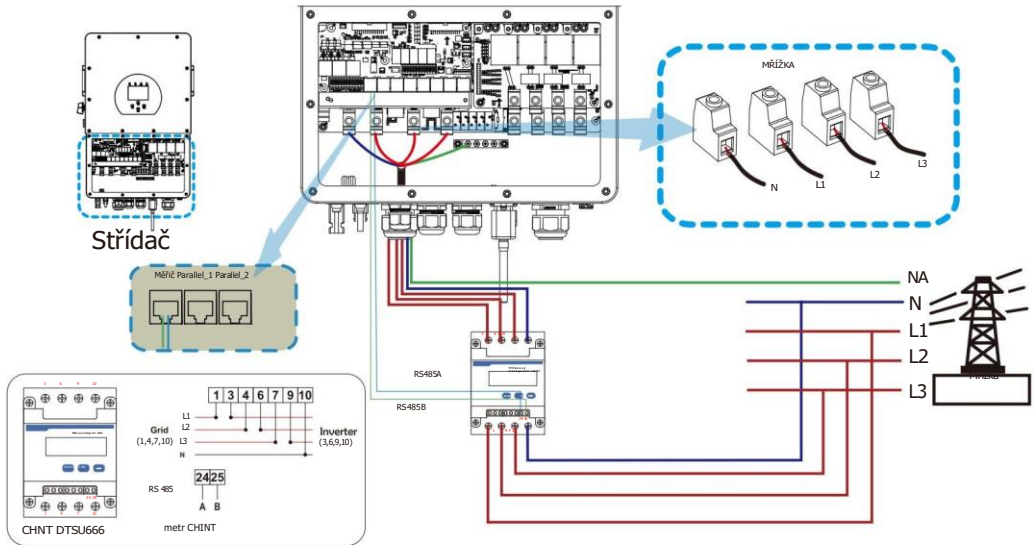 MŘÍŽKA
N
L1
L2
L3
Střídač
Měřič Parallel_1 Parallel_2
NA
N
L1
L2
L3
RS485A
RS485B
1 3 4 6 7 9 10
L1
L2
L3
N
Grid
(1,4,7,10)
Inverter
(3,6,9,10)
RS 485
24 25
A B
CHNT DTSU666
metr CHINT